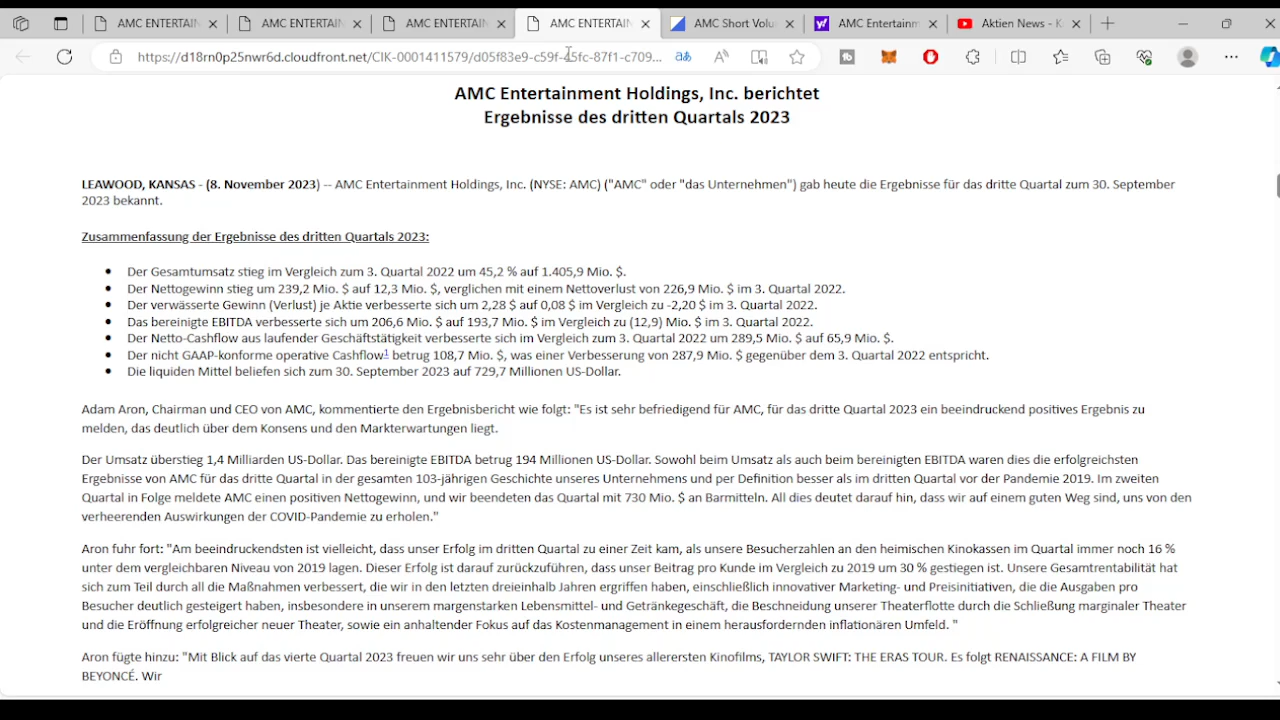 AMC ENTERTAIN
AMC ENTERTAIN
AMC ENTERTAIN
AMC ENTERTAIN
AMC Short Volu
AMC Entertainm
Aktien News - K
https://d18rn0p25nwr6d.cloudfront.net/CIK-0001411579/d05f83e9-c59f-45fc-87f1-c709...
AMC Entertainment Holdings, Inc. berichtet
Ergebnisse des dritten Quartals 2023
LEAWOOD, KANSAS - (8. November 2023) -- AMC Entertainment Holdings, Inc. (NYSE: AMC) ("AMC" oder "das Unternehmen") gab heute die Ergebnisse für das dritte Quartal zum 30. September
2023 bekannt.
Zusammenfassung der Ergebnisse des dritten Quartals 2023:
• Der Gesamtumsatz stieg im Vergleich zum 3. Quartal 2022 um 45,2 % auf 1.405,9 Mio. $.
• Der Nettogewinn stieg um 239,2 Mio. $ auf 12,3 Mio. $, verglichen mit einem Nettoverlust von 226,9 Mio. $ im 3. Quartal 2022.
• Der verwässerte Gewinn (Verlust) je Aktie verbesserte sich um 2,28 $ auf 0,08 $ im Vergleich zu -2,20 $ im 3. Quartal 2022.
• Das bereinigte EBITDA verbesserte sich um 206,6 Mio. $ auf 193,7 Mio. $ im Vergleich zu (12,9) Mio. $ im 3. Quartal 2022.
• Der Netto-Cashflow aus laufender Geschäftstätigkeit verbesserte sich im Vergleich zum 3. Quartal 2022 um 289,5 Mio. $ auf 65,9 Mio. $.
• Der nicht GAAP-konforme operative Cashflow1 betrug 108,7 Mio. $, was einer Verbesserung von 287,9 Mio. $ gegenüber dem 3. Quartal 2022 entspricht.
• Die liquiden Mittel beliefen sich zum 30. September 2023 auf 729,7 Millionen US-Dollar.
Adam Aron, Chairman und CEO von AMC, kommentierte den Ergebnisbericht wie folgt: "Es ist sehr befriedigend für AMC, für das dritte Quartal 2023 ein beeindruckend positives Ergebnis zu
melden, das deutlich über dem Konsens und den Markterwartungen liegt.
Der Umsatz überstieg 1,4 Milliarden US-Dollar. Das bereinigte EBITDA betrug 194 Millionen US-Dollar. Sowohl beim Umsatz als auch beim bereinigten EBITDA waren dies die erfolgreichsten
Ergebnisse von AMC für das dritte Quartal in der gesamten 103-jährigen Geschichte unseres Unternehmens und per Definition besser als im dritten Quartal vor der Pandemie 2019. Im zweiten
Quartal in Folge meldete AMC einen positiven Nettogewinn, und wir beendeten das Quartal mit 730 Mio. $ an Barmitteln. All dies deutet darauf hin, dass wir auf einem guten Weg sind, uns von den
verheerenden Auswirkungen der COVID-Pandemie zu erholen."
Aron fuhr fort: "Am beeindruckendsten ist vielleicht, dass unser Erfolg im dritten Quartal zu einer Zeit kam, als unsere Besucherzahlen an den heimischen Kinokassen im Quartal immer noch 16 %
unter dem vergleichbaren Niveau von 2019 lagen. Dieser Erfolg ist darauf zurückzuführen, dass unser Beitrag pro Kunde im Vergleich zu 2019 um 30 % gestiegen ist. Unsere Gesamtrentabilität hat
sich zum Teil durch all die Maßnahmen verbessert, die wir in den letzten dreieinhalb Jahren ergriffen haben, einschließlich innovativer Marketing- und Preisinitiativen, die die Ausgaben pro
Besucher deutlich gesteigert haben, insbesondere in unserem margenstarken Lebensmittel- und Getränkegeschäft, die Beschneidung unserer Theaterflotte durch die Schließung marginaler Theater
und die Eröffnung erfolgreicher neuer Theater, sowie ein anhaltender Fokus auf das Kostenmanagement in einem herausfordernden inflationären Umfeld. "
Aron fügte hinzu: "Mit Blick auf das vierte Quartal 2023 freuen wir uns sehr über den Erfolg unseres allerersten Kinofilms, TAYLOR SWIFT: THE ERAS TOUR. Es folgt RENAISSANCE: A FILM BY
BEYONCÉ. Wir